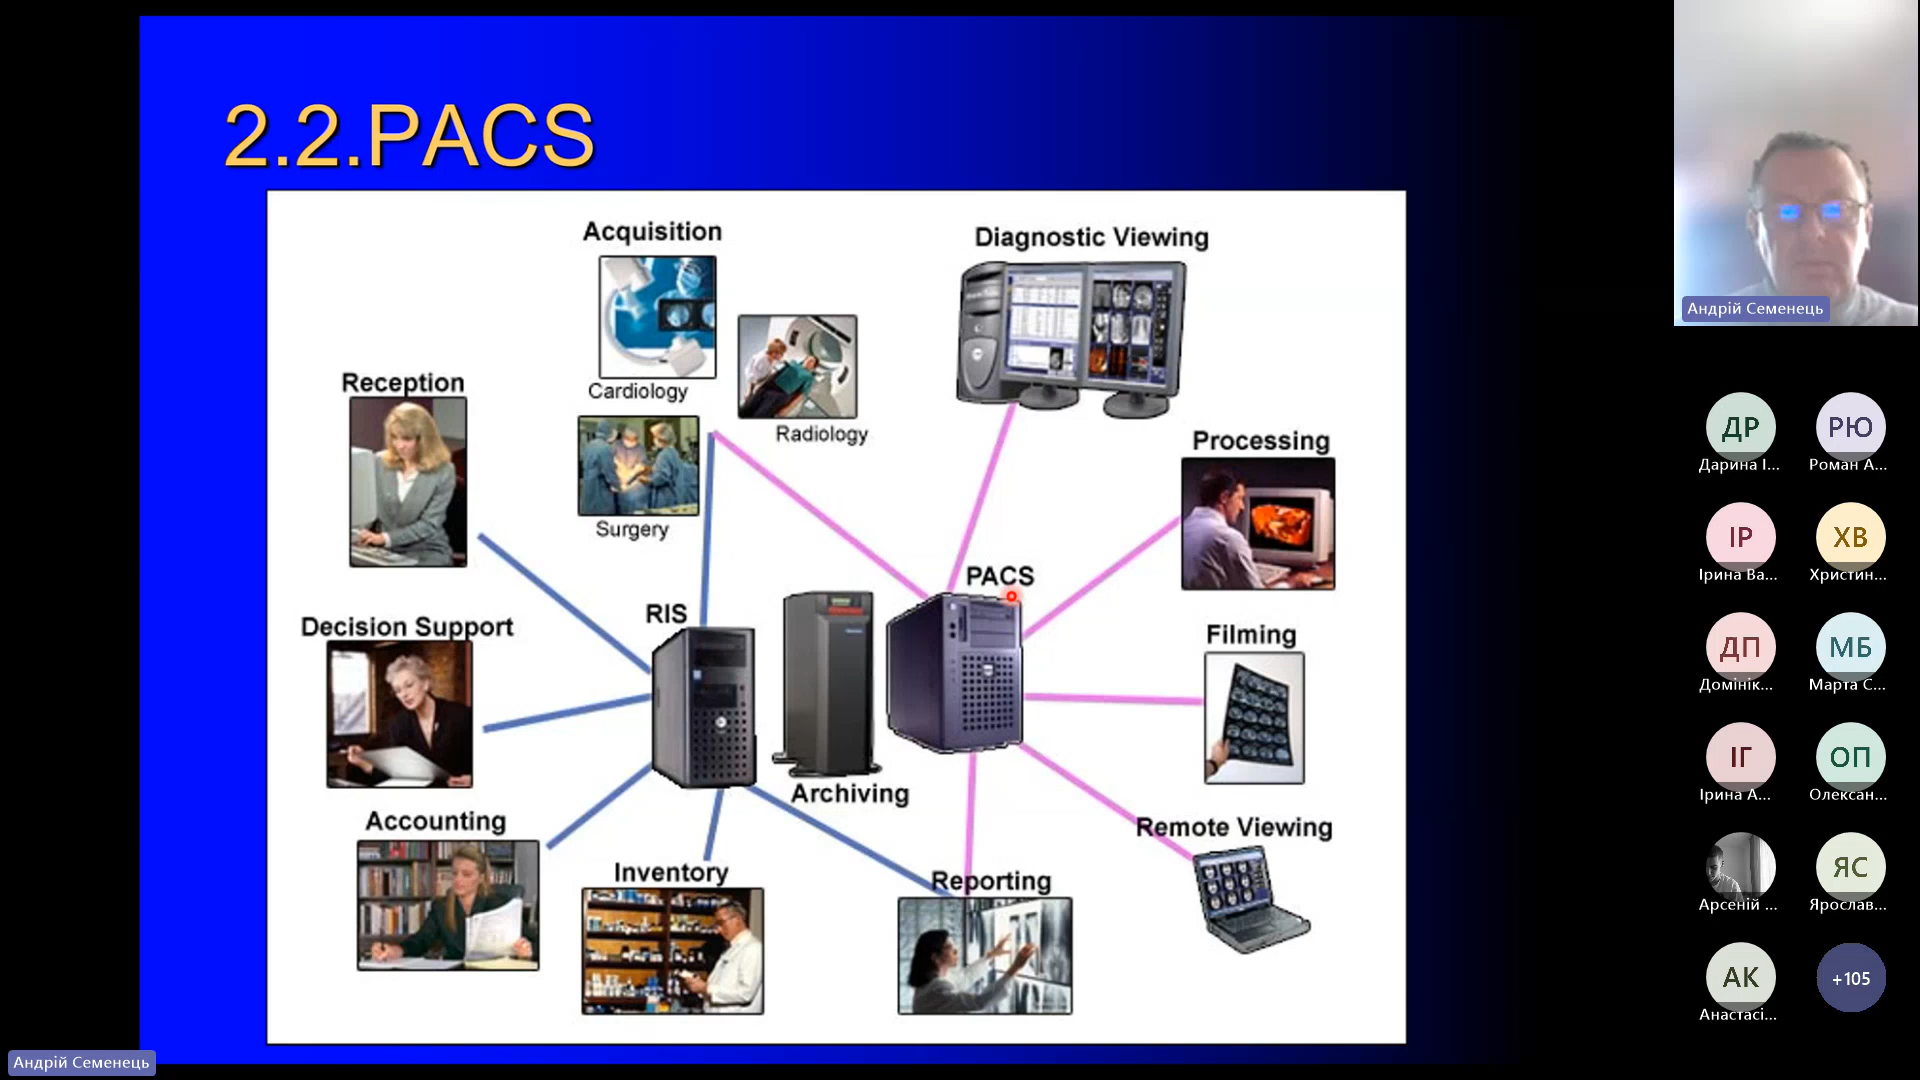 2.2.PACS
Acquisition
Diagnostic Viewing
Cardiology
Radiology
Reception
Surgery
Processing
PACS
RIS
Decision Support
Filming
Archiving
Accounting
Remote Viewing
Inventory
Reporting
Андрій Семенець
ДР
РЮ
Дарина І...
Роман А...
ІР
ХВ
Ірина Ва...
Христин...
ДП
МБ
Домінік...
Марта С...
ІГ
ОП
Ірина А...
Олексан...
ЯС
Арсеній ...
Ярослав...
АК
+105
Анастасі...
Андрій Семенець